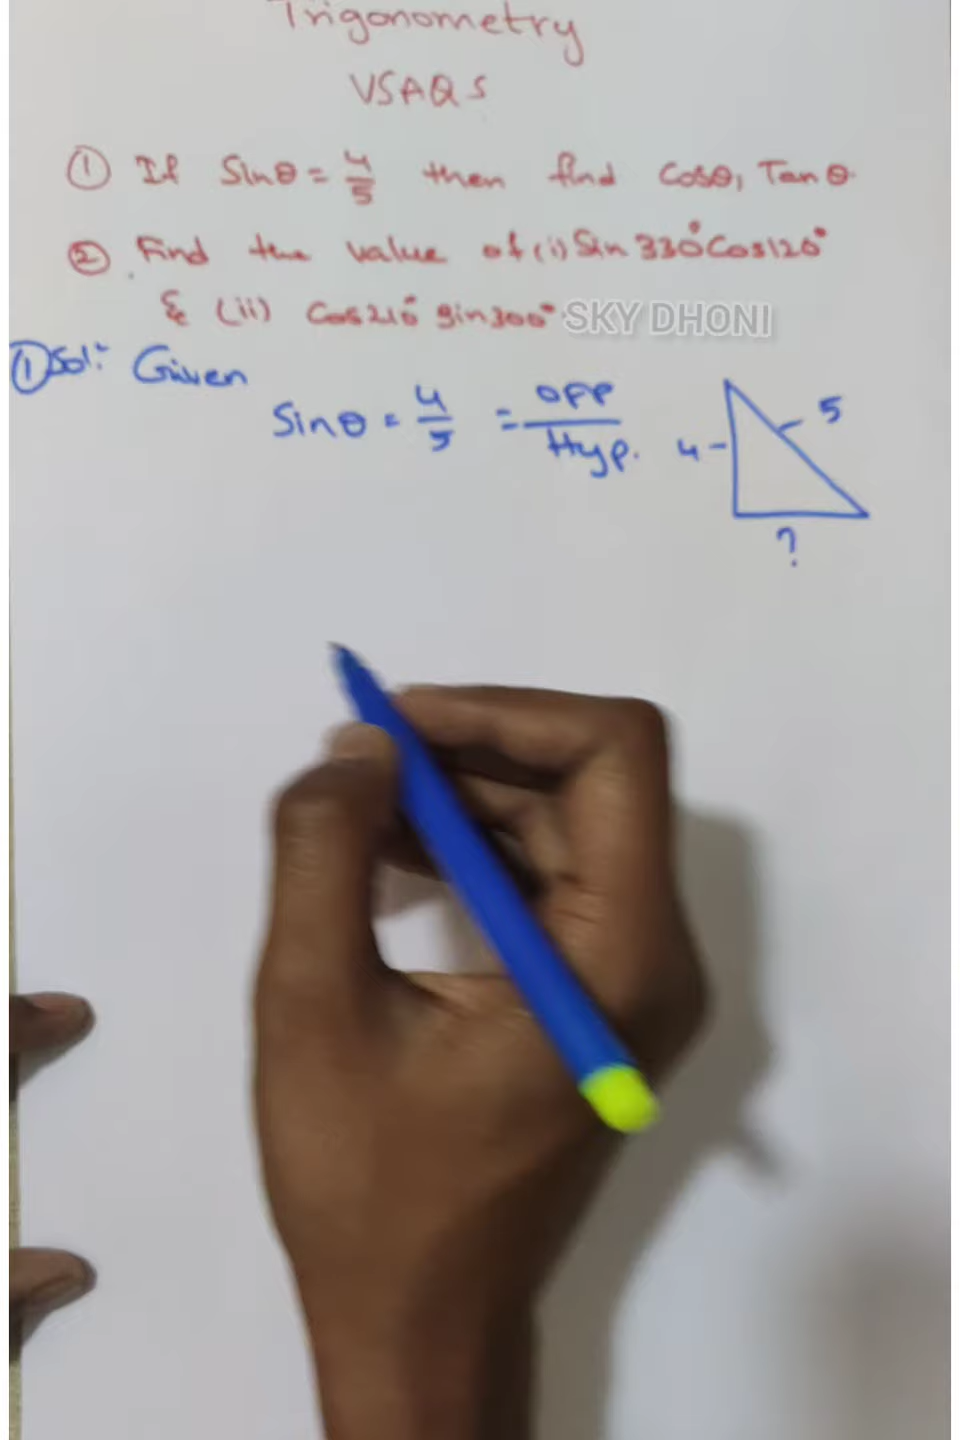 Trigonometry
VSAQS
① If Sinθ = 4/5 then find Cosθ, Tanθ.
② Find the value of (i) Sin 330° Cos120°
& (ii) Cos210° Sin300°.
SKY DHONI
① Sol: Given
Sinθ = 4/5 = OPP/Hyp.
4 5
?